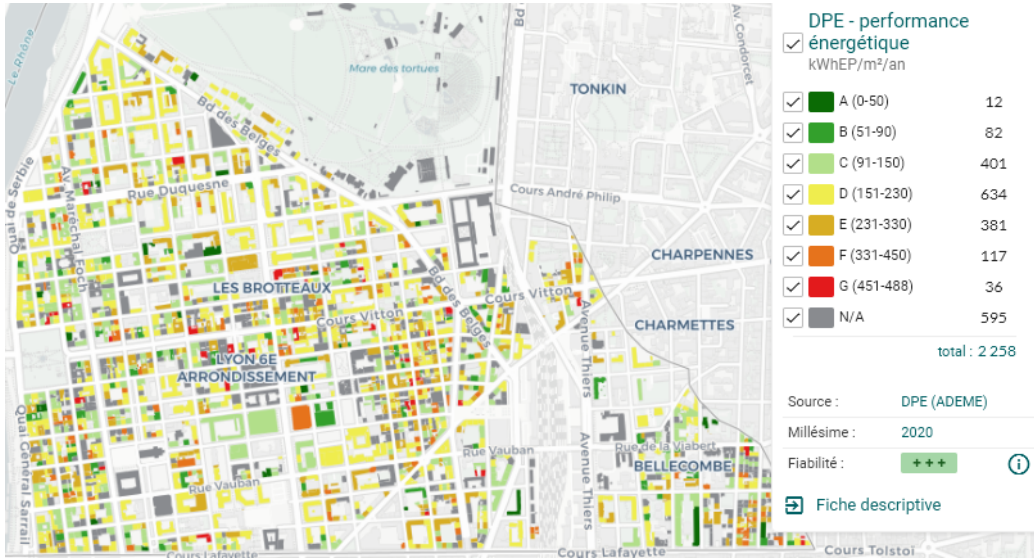 Le Rhône
Mare des tortues
Bd
Av. Condorcet
TONKIN
Bd des Belges
Quai de Serbie
Av. Maréchal Foch
Rue Duquesne
Cours André Philip
CHARPENNES
LES BROTTEAUX
Bd des Belges
Cours Vitton
Cours Vitton
CHARMETTES
Avenue Thiers
LYON 6E
ARRONDISSEMENT
Quai Général Sarrail
Rue Vauban
Avenue Thiers
Rue de la Viabert
BELLECOMBE
Rue Vauban
Cours Lafayette
Cours Lafayette
Cours Tolstoï
DPE - performance
énergétique
kWhEP/m²/an
A (0-50) 12
B (51-90) 82
C (91-150) 401
D (151-230) 634
E (231-330) 381
F (331-450) 117
G (451-488) 36
N/A 595
total : 2 258
Source : DPE (ADEME)
Millésime : 2020
Fiabilité : +++
Fiche descriptive